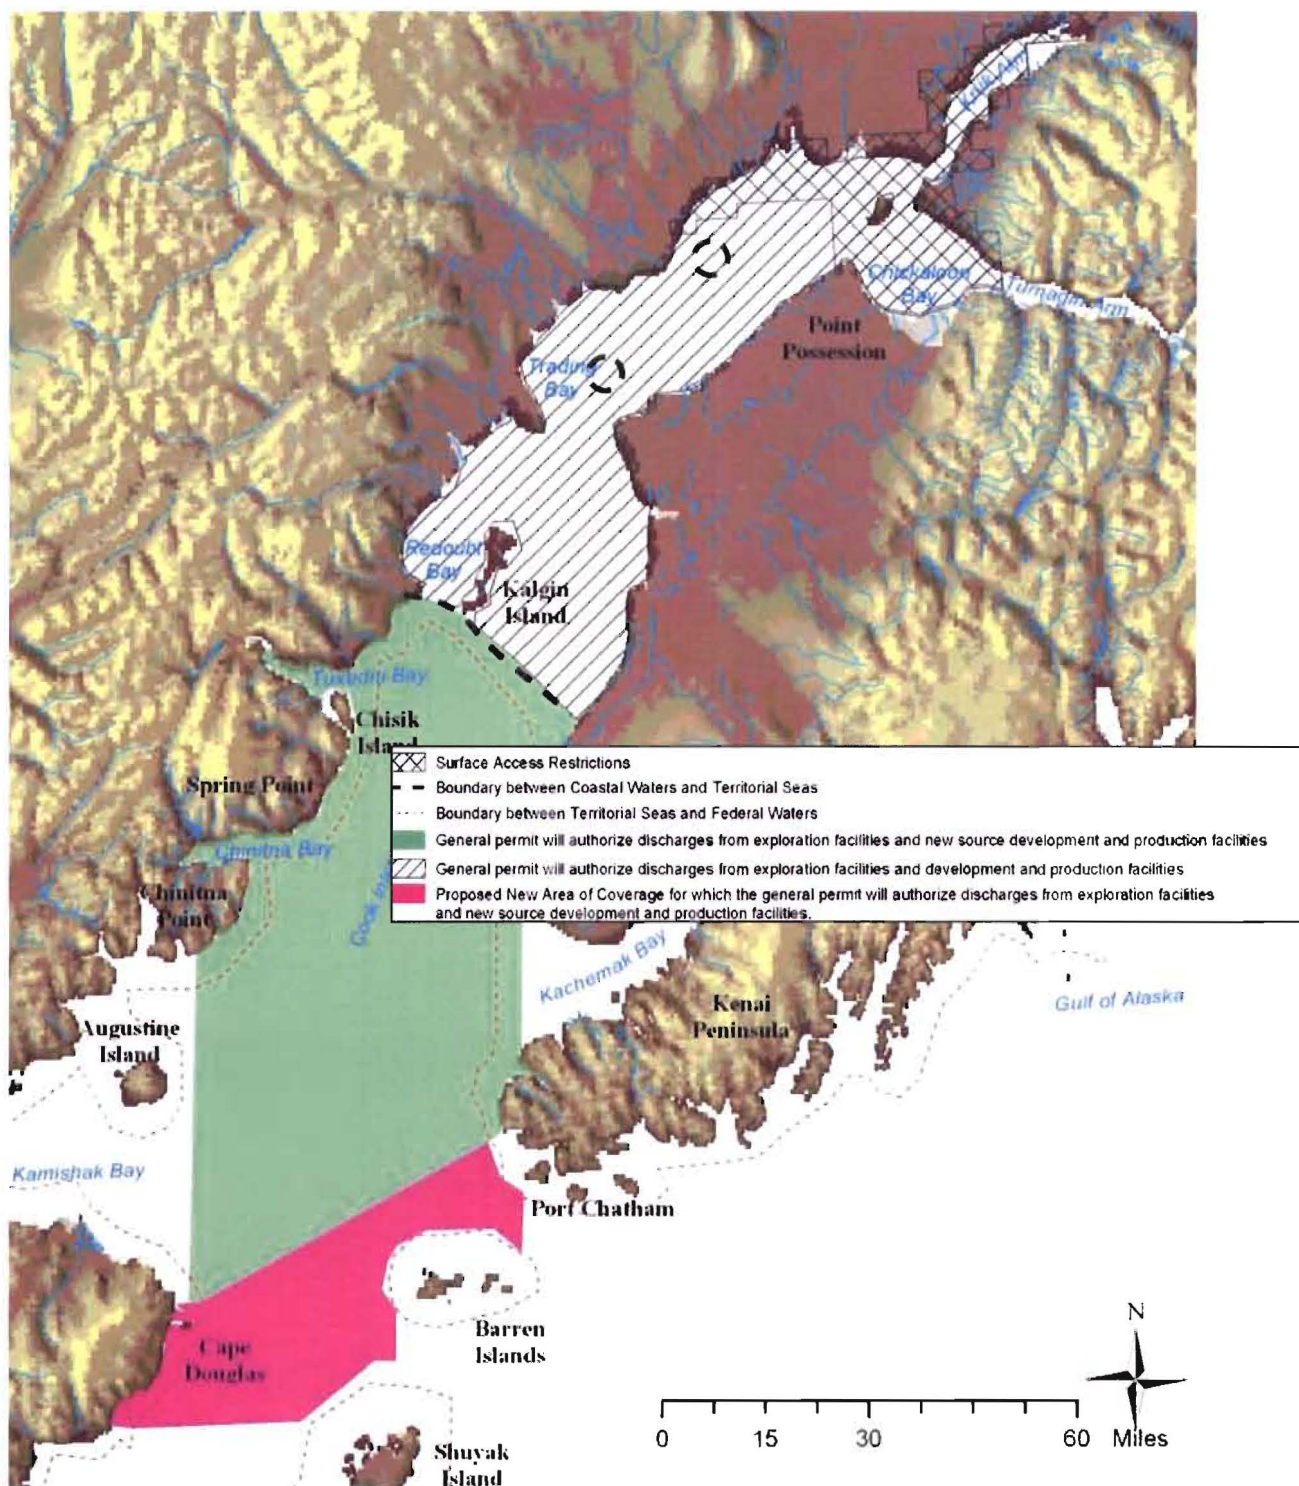 Knik Arm
Chickaloon
Bay
Turnagin Arm
Point
Possession
Trading
Bay
Redoubt
Bay
Kalgin
Island
Tuxedni Bay
Chisik
Island
Spring Point
Chinitna Bay
Chinitna
Point
Cook Inlet
Surface Access Restrictions
Boundary between Coastal Waters and Territorial Seas
Boundary between Territorial Seas and Federal Waters
General permit will authorize discharges from exploration facilities and new source development and production facilities
General permit will authorize discharges from exploration facilities and development and production facilities
Proposed New Area of Coverage for which the general permit will authorize discharges from exploration facilities
and new source development and production facilities.
Kachemak Bay
Kenai
Peninsula
Gulf of Alaska
Augustine
Island
Kamishak Bay
Port Chatham
Barren
Islands
Cape
Douglas
Shuyak
Island
N
0 15 30 60 Miles